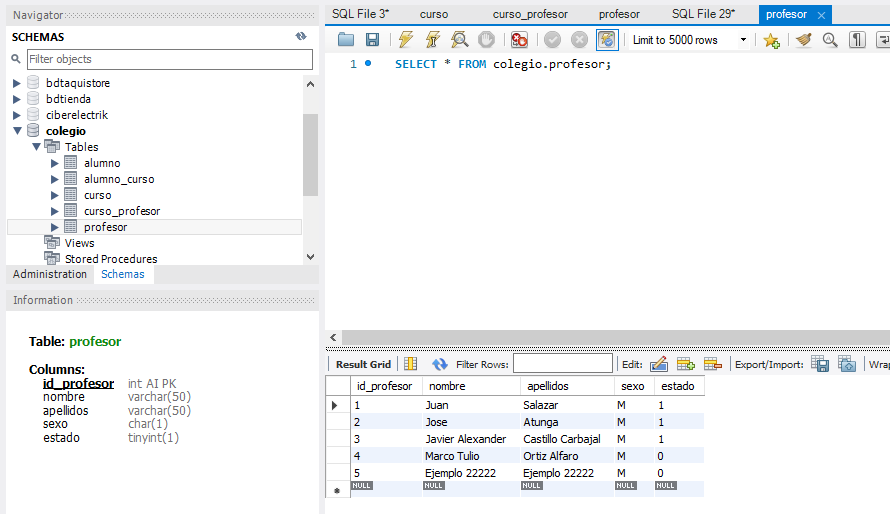 Navigator
SCHEMAS
Filter objects
bdtaquistore
bdtienda
ciberelectrik
colegio
Tables
alumno
alumno_curso
curso
curso_profesor
profesor
Views
Stored Procedures
Administration Schemas
Information
Table: profesor
Columns:
id_profesor int AI PK
nombre varchar(50)
apellidos varchar(50)
sexo char(1)
estado tinyint(1)
SQL File 3* curso curso_profesor profesor SQL File 29* profesor
Limit to 5000 rows
1 SELECT * FROM colegio.profesor;
Result Grid Filter Rows: Edit: Export/Import: Wrap
id_profesor nombre apellidos sexo estado
1 Juan Salazar M 1
2 Jose Atunga M 1
3 Javier Alexander Castillo Carbajal M 1
4 Marco Tulio Ortiz Alfaro M 0
5 Ejemplo 22222 Ejemplo 22222 M 0
NULL NULL NULL NULL NULL